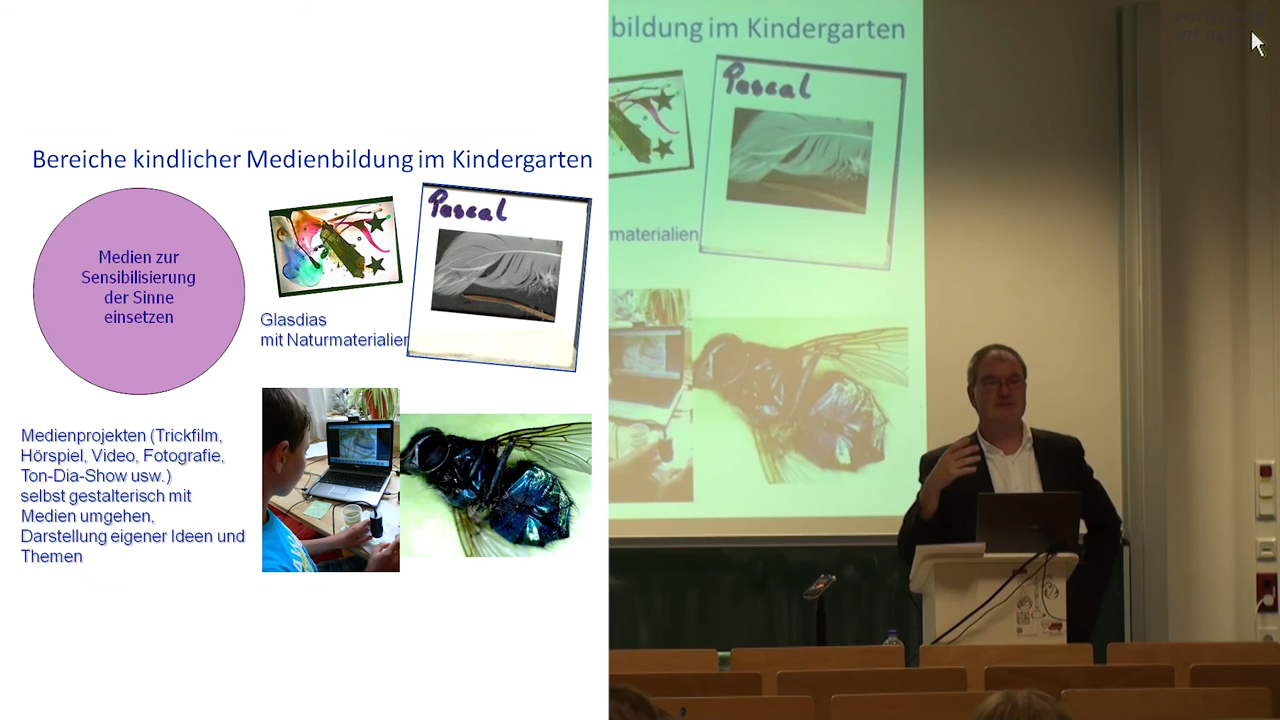 Bereiche kindlicher Medienbildung im Kindergarten
Medien zur
Sensibilisierung
der Sinne
einsetzen
Pascal
Glasdias
mit Naturmaterialien
Medienprojekten (Trickfilm,
Hörspiel, Video, Fotografie,
Ton-Dia-Show usw.)
selbst gestalterisch mit
Medien umgehen,
Darstellung eigener Ideen und
Themen
bildung im Kindergarten
Pascal
rmaterialien